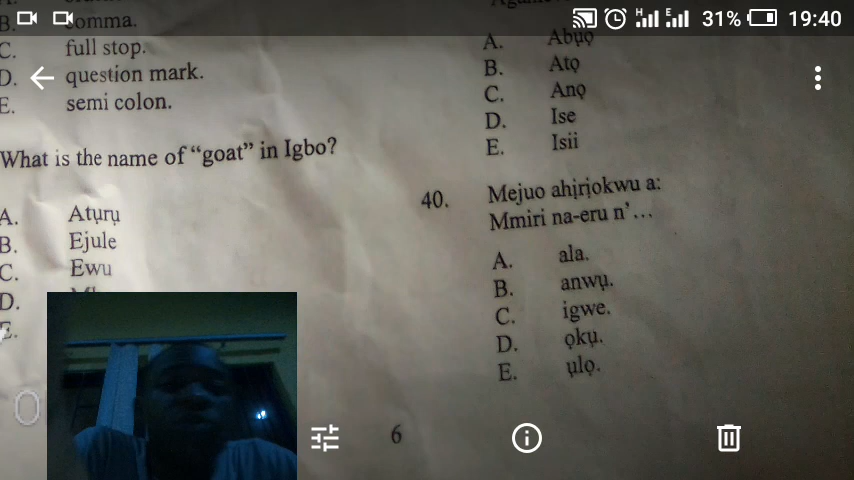 31% 19:40
B. comma.
C. full stop.
D. question mark.
E. semi colon.
What is the name of “goat” in Igbo?
A. Atụrụ
B. Ejule
C. Ewu
D.
E.
A. Abụọ
B. Atọ
C. Anọ
D. Ise
E. Isii
40. Mejuo ahịrịokwu a:
Mmiri na-eru n’…
A. ala.
B. anwụ.
C. igwe.
D. ọkụ.
E. ụlọ.
6